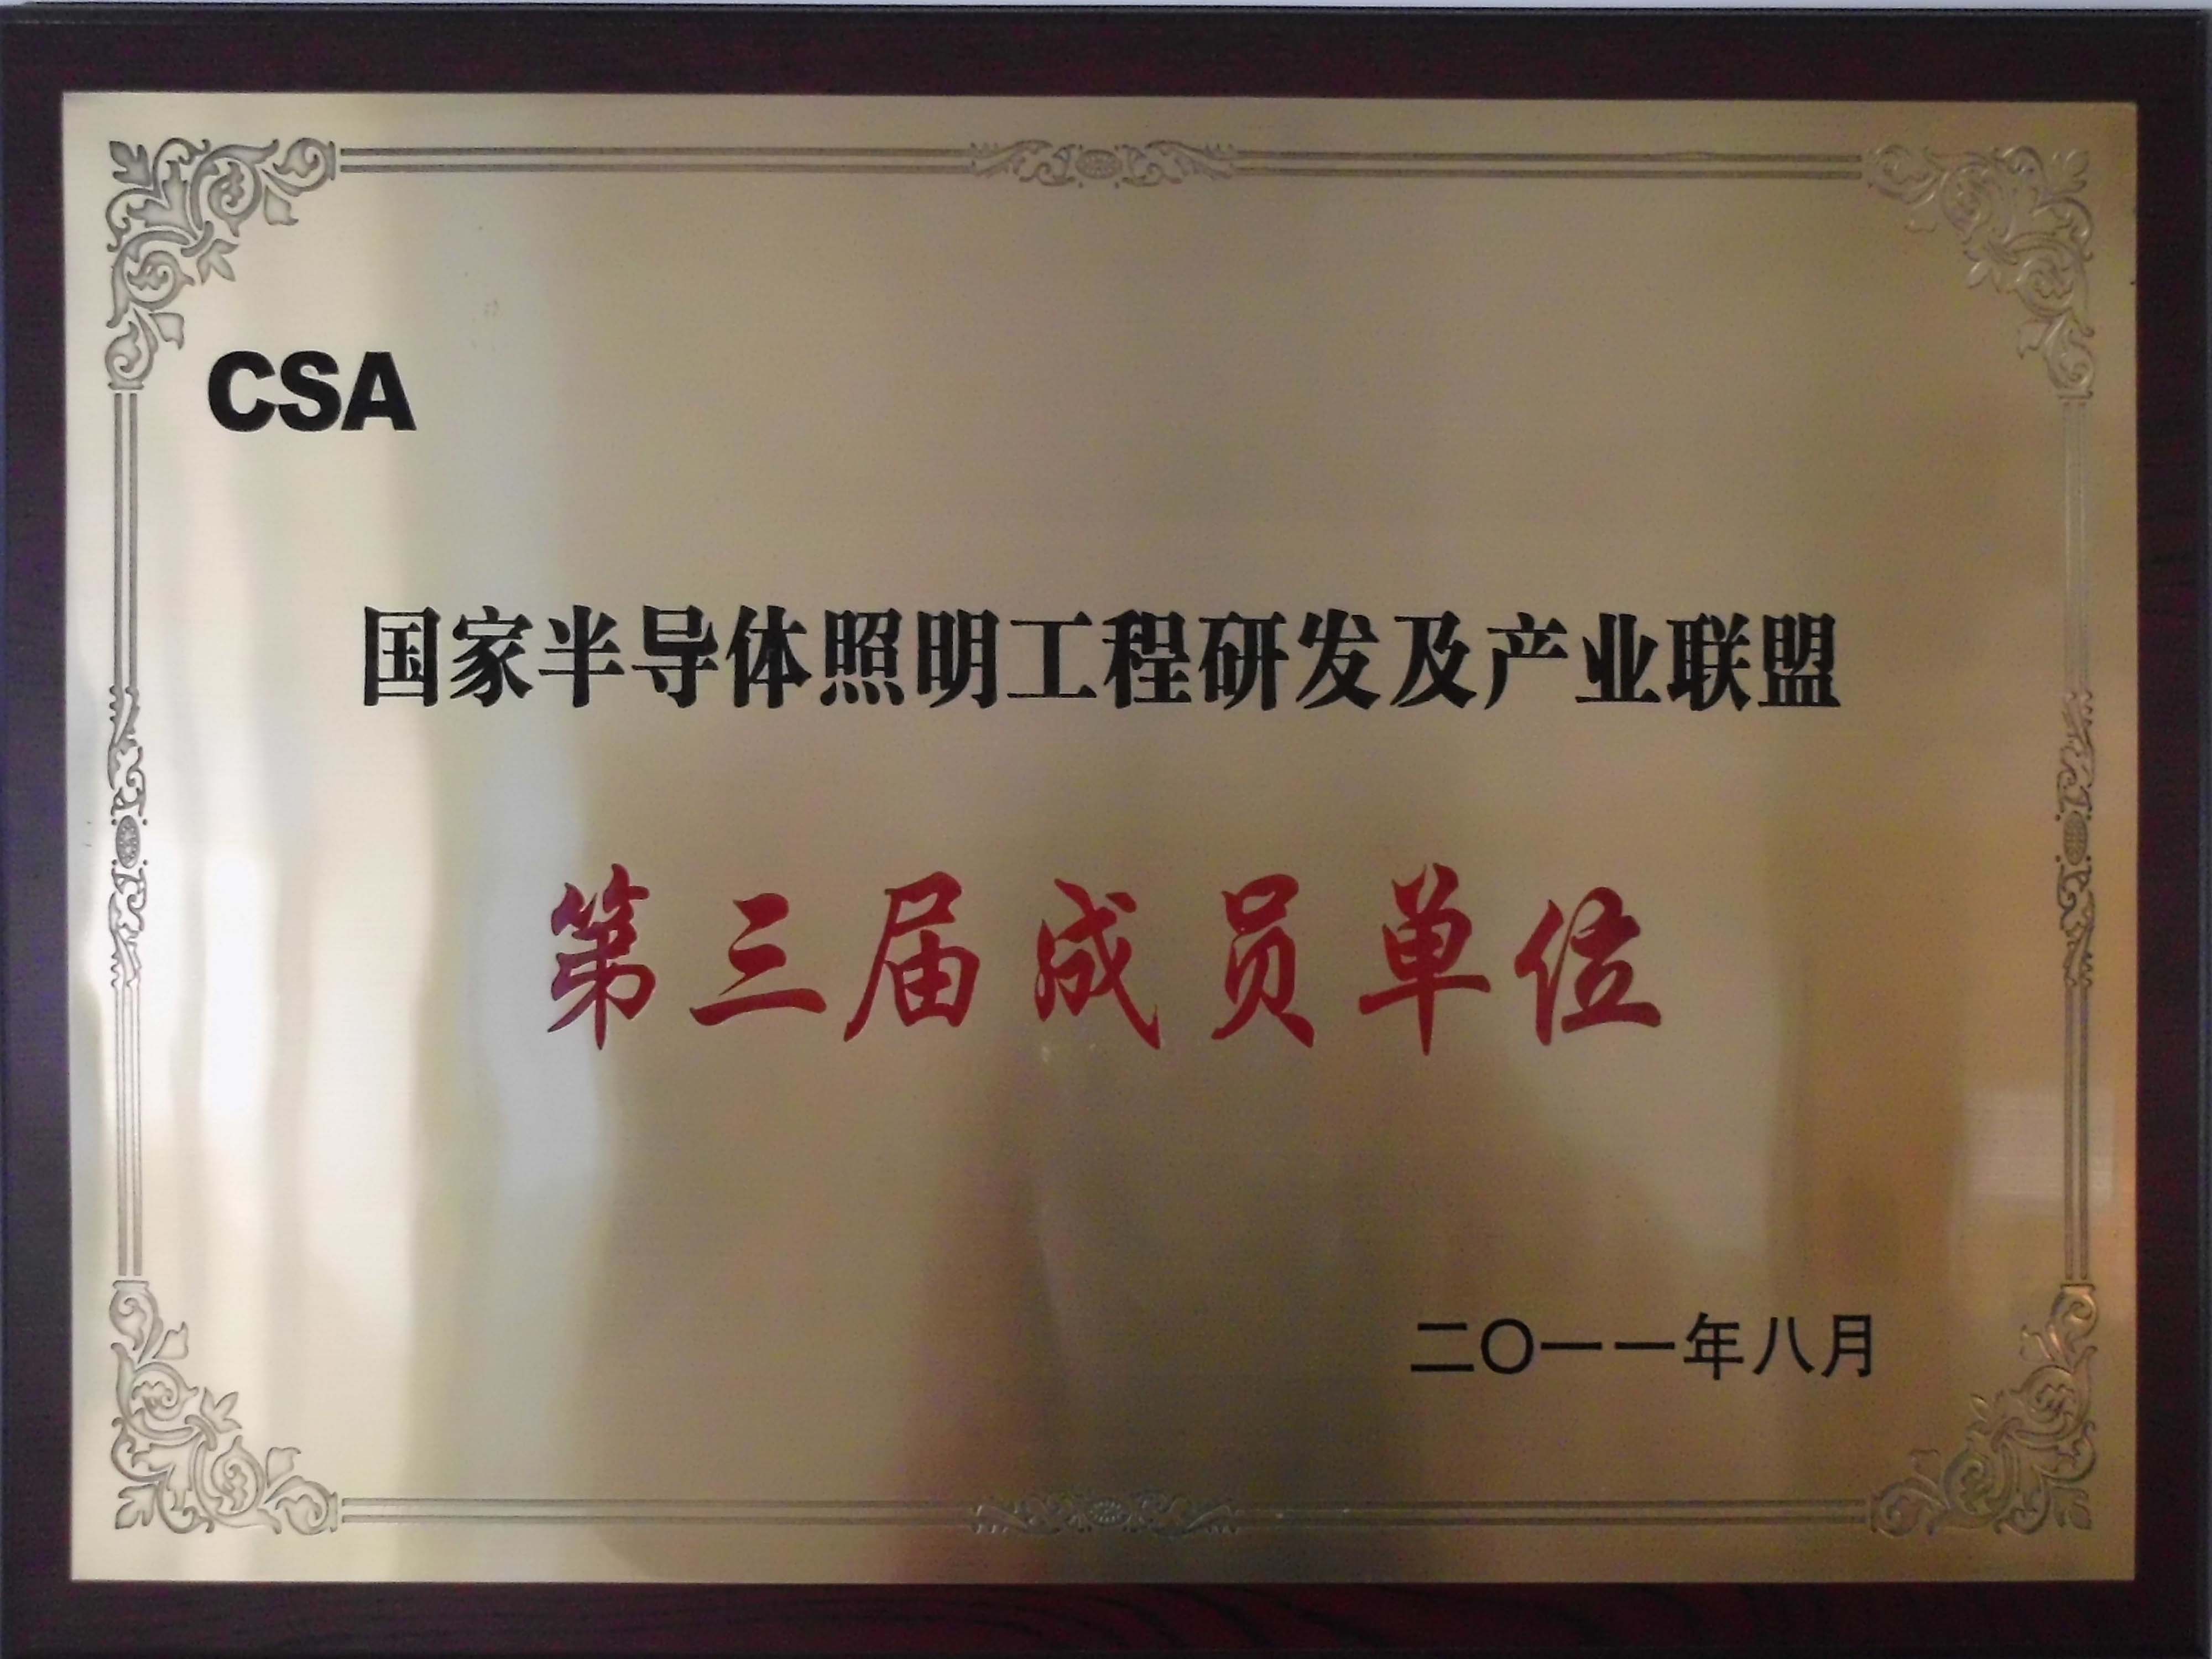 CSA
国家半导体照明工程研发及产业联盟
第三届成员单位
二〇一一年八月